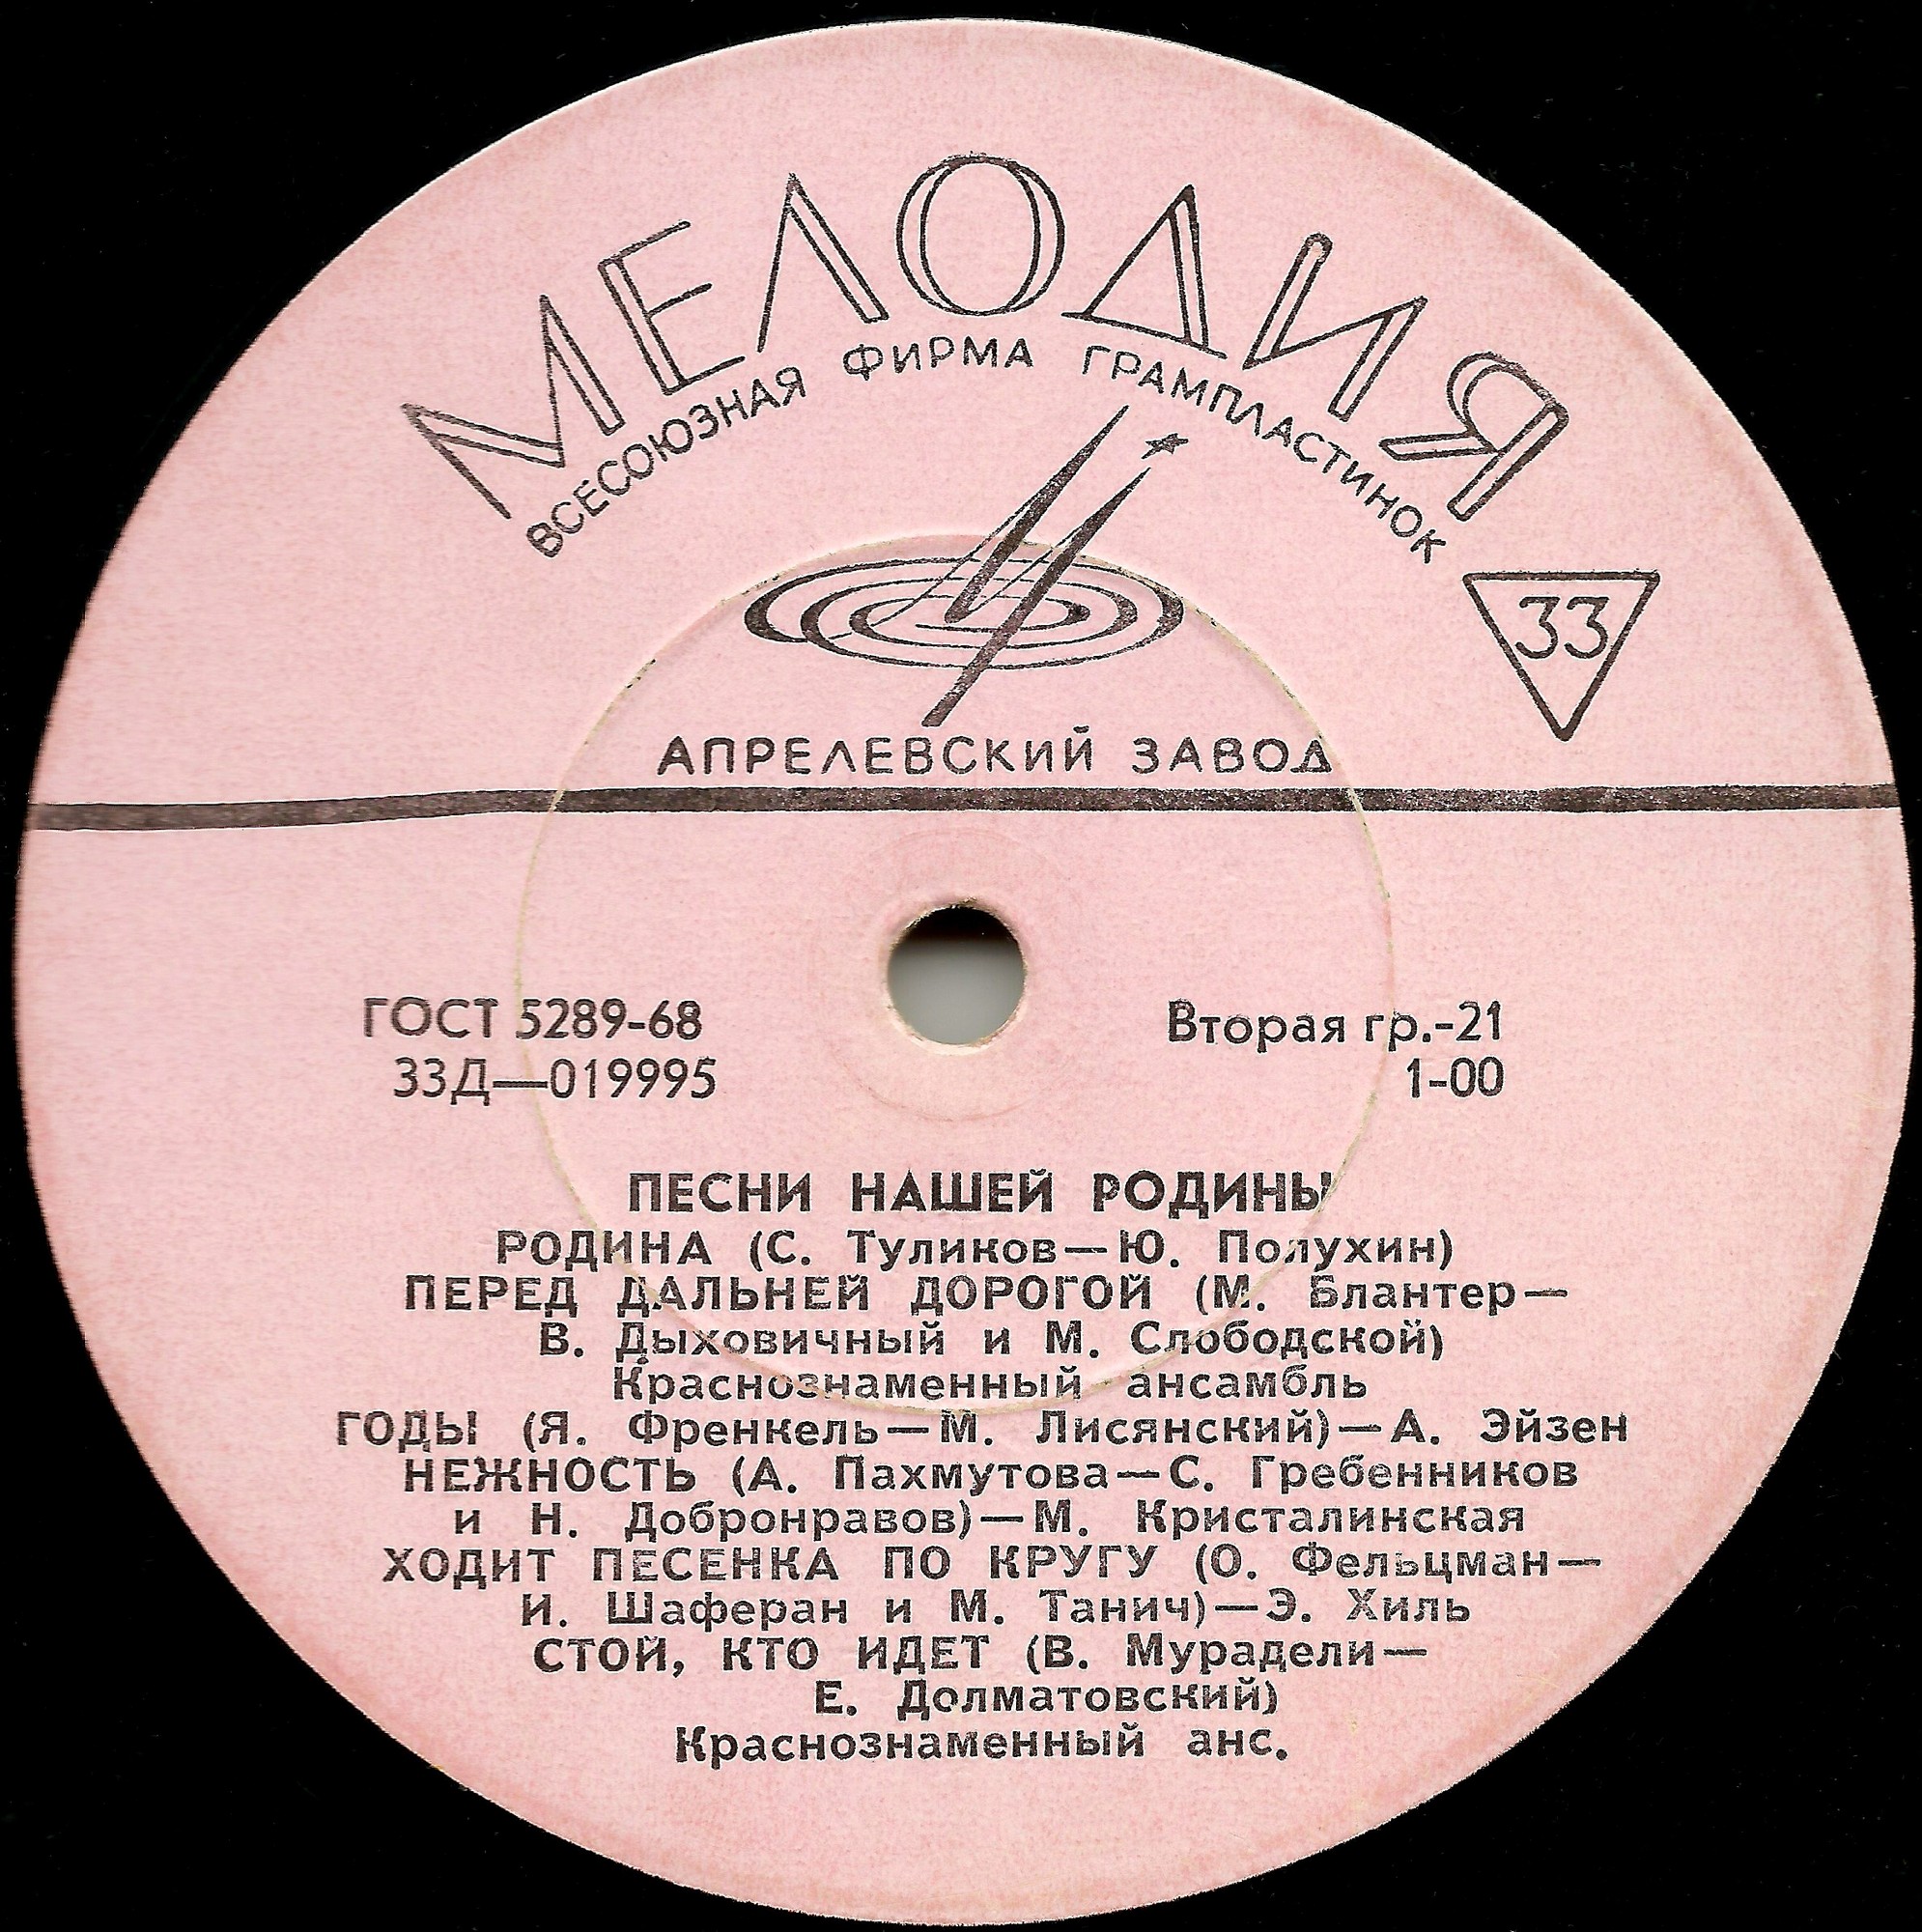 МЕЛОДИЯ
ВСЕСОЮЗНАЯ ФИРМА ГРАМПЛАСТИНОК
33
АПРЕЛЕВСКИЙ ЗАВОД
ГОСТ 5289-68
Вторая гр.-21
33Д—019995
1-00
ПЕСНИ НАШЕЙ РОДИНЫ
РОДИНА (С. Туликов—Ю. Полухин)
ПЕРЕД ДАЛЬНЕЙ ДОРОГОЙ (М. Блантер—
В. Дыховичный и М. Слободской)
Краснознаменный ансамбль
ГОДЫ (Я. Френкель—М. Лисянский)—А. Эйзен
НЕЖНОСТЬ (А. Пахмутова—С. Гребенников
и Н. Добронравов)—М. Кристалинская
ХОДИТ ПЕСЕНКА ПО КРУГУ (О. Фельцман—
И. Шаферан и М. Танич)—Э. Хиль
СТОЙ, КТО ИДЕТ (В. Мурадели—
Е. Долматовский)
Краснознаменный анс.